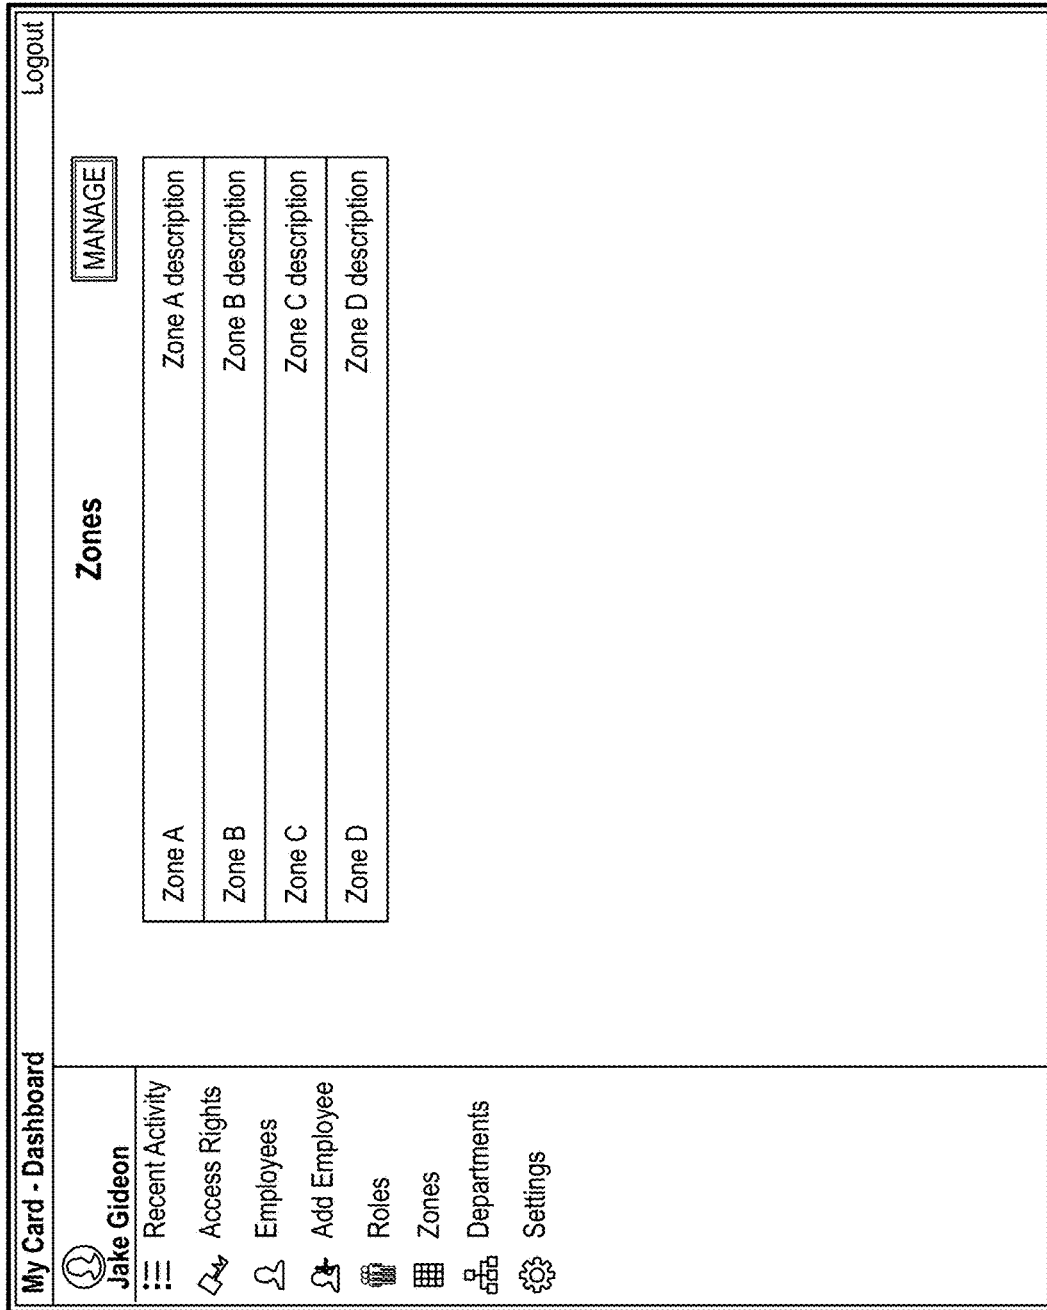 My Card - Dashboard
Logout
Jake Gideon
Recent Activity
Access Rights
Employees
Add Employee
Roles
Zones
Departments
Settings
Zones
MANAGE
Zone A Zone A description
Zone B Zone B description
Zone C Zone C description
Zone D Zone D description